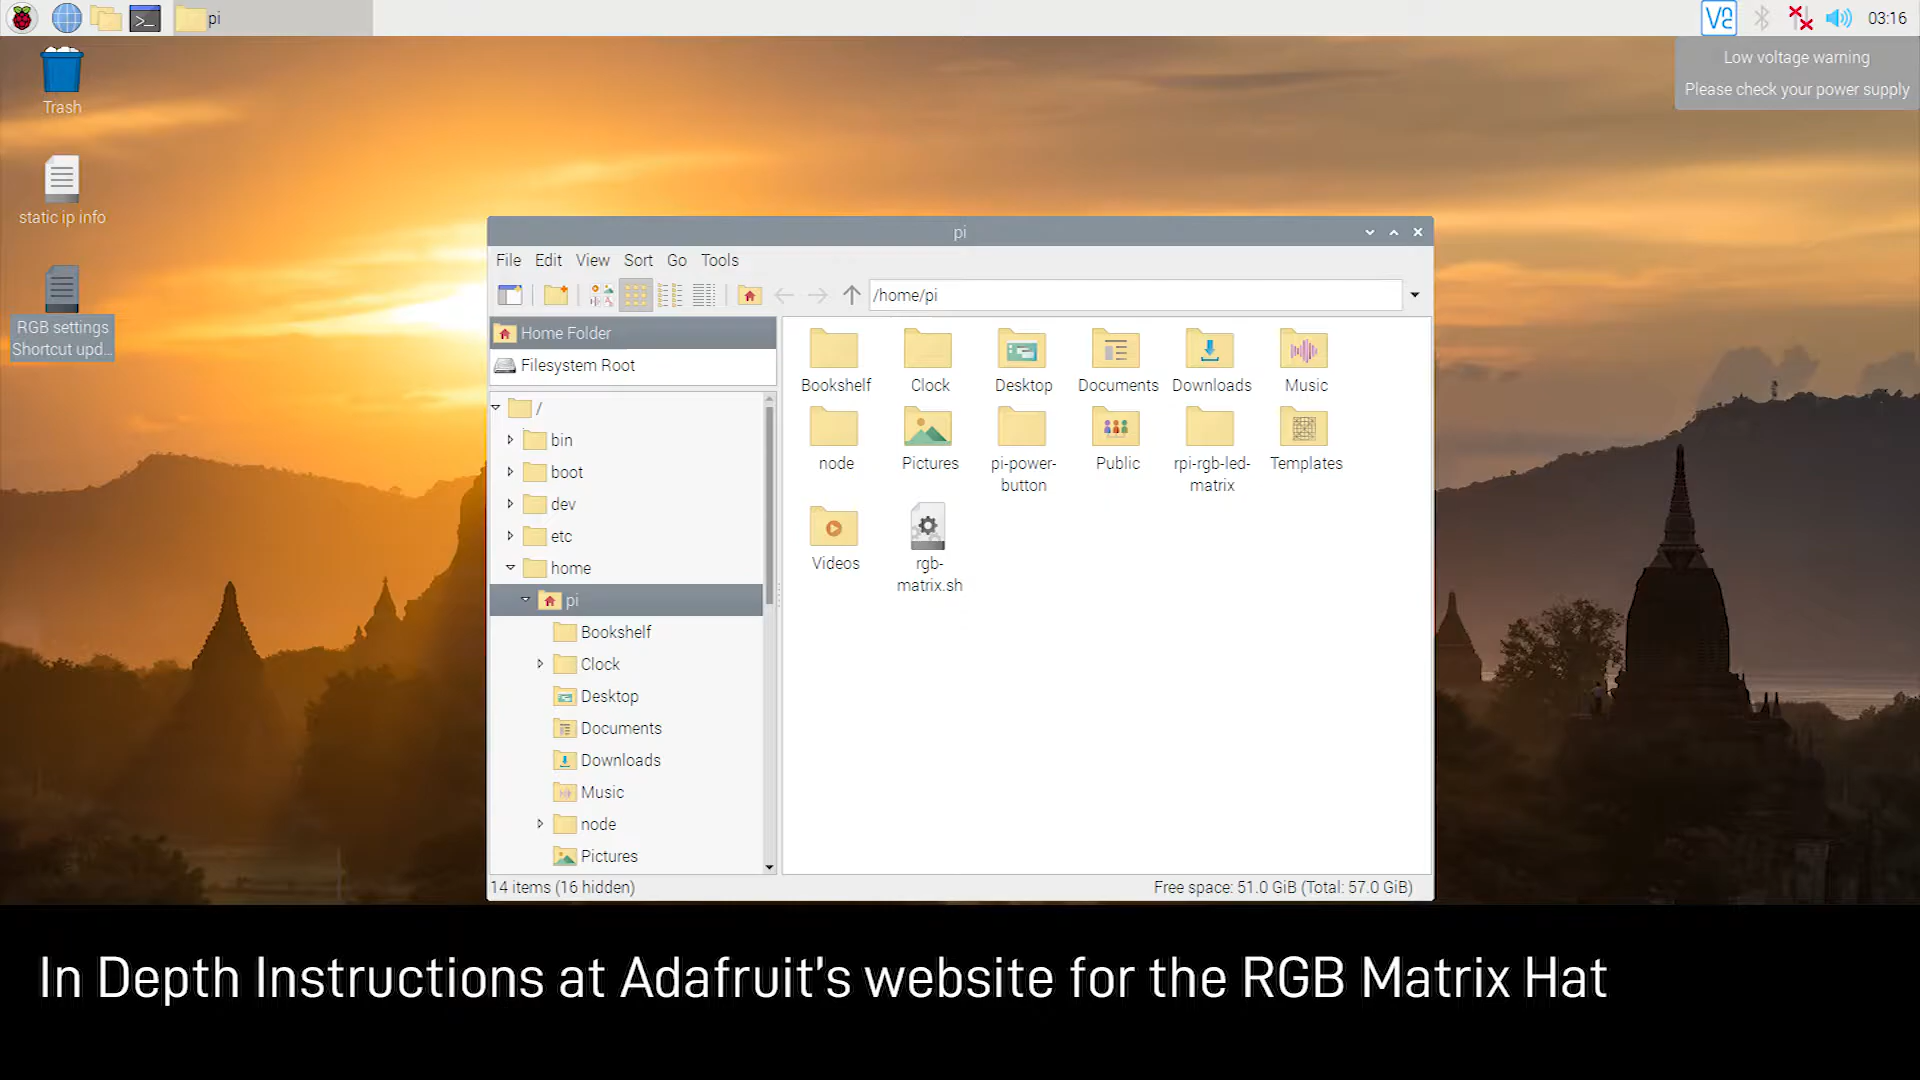 pi
03:16
Low voltage warning
Please check your power supply
Trash
static ip info
RGB settings
Shortcut upd...
pi
File Edit View Sort Go Tools
/home/pi
Home Folder
Filesystem Root
/
bin
boot
dev
etc
home
pi
Bookshelf
Clock
Desktop
Documents
Downloads
Music
node
Pictures
Bookshelf Clock Desktop Documents Downloads Music
node Pictures pi-power-
button Public rpi-rgb-led-
matrix Templates
Videos rgb-
matrix.sh
14 items (16 hidden)
Free space: 51.0 GiB (Total: 57.0 GiB)
In Depth Instructions at Adafruit's website for the RGB Matrix Hat